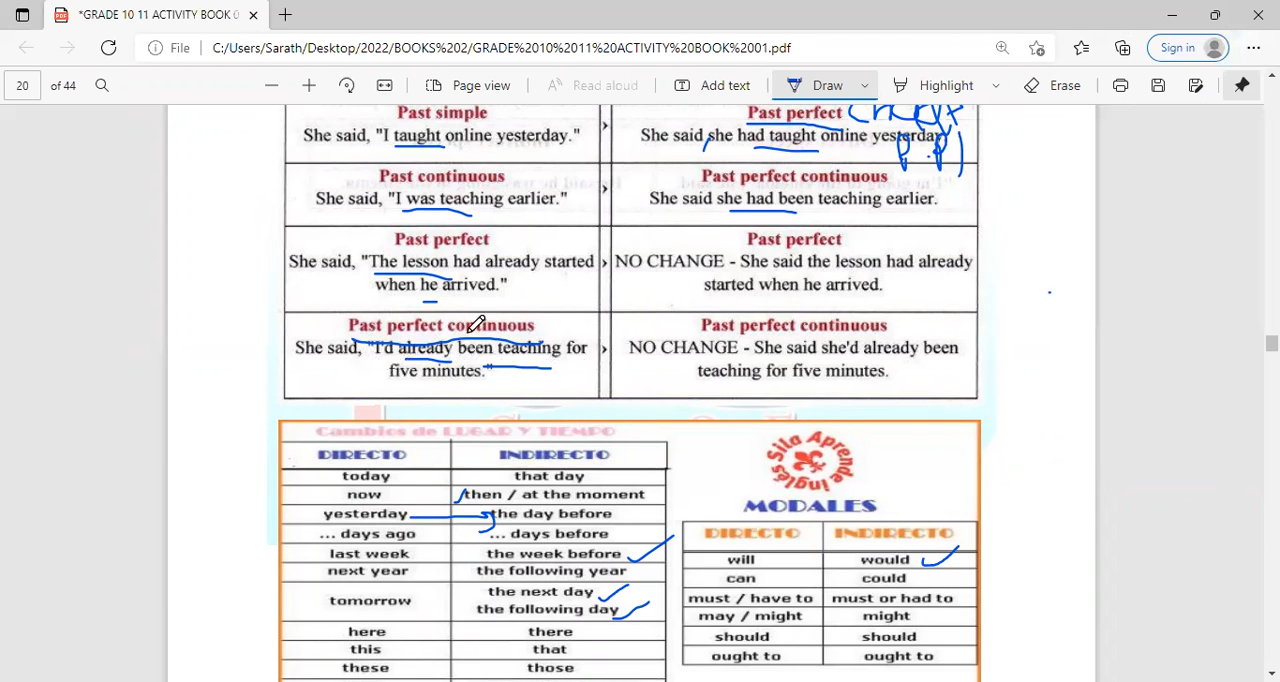 *GRADE 10 11 ACTIVITY BOOK 0
File C:/Users/Sarath/Desktop/2022/BOOKS%202/GRADE%2010%2011%20ACTIVITY%20BOOK%2001.pdf Sign in
20 of 44 Page view Read aloud Add text Draw Highlight Erase
Past simple
She said, "I taught online yesterday."
Past perfect
She said she had taught online yesterday
P.P)
Past continuous
She said, "I was teaching earlier."
Past perfect continuous
She said she had been teaching earlier.
Past perfect
She said, "The lesson had already started
when he arrived."
Past perfect
NO CHANGE - She said the lesson had already
started when he arrived.
Past perfect continuous
She said, "I'd already been teaching for
five minutes."
Past perfect continuous
NO CHANGE - She said she'd already been
teaching for five minutes.
Cambios de LUGAR Y TIEMPO
DIRECTO INDIRECTO
today that day
now then / at the moment
yesterday the day before
... days ago ... days before
last week the week before
next year the following year
tomorrow the next day
the following day
here there
this that
these those
Sila Aprende Ingles
MODALES
DIRECTO INDIRECTO
will would
can could
must / have to must or had to
may / might might
should should
ought to ought to